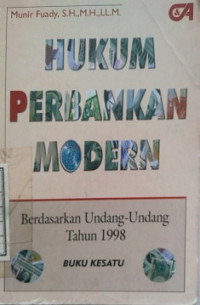 Munir Fuady, S.H.,M.H.,LL.M.
C&A
HUKUM
PERBANKAN
MODERN
Berdasarkan Undang-Undang
Tahun 1998
BUKU KESATU